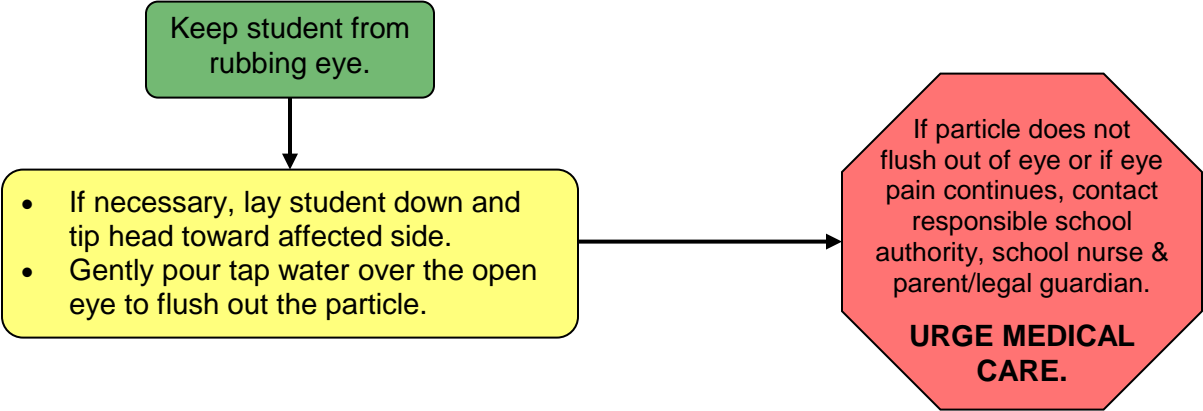 Keep student from
rubbing eye.
• If necessary, lay student down and
tip head toward affected side.
• Gently pour tap water over the open
eye to flush out the particle.
If particle does not
flush out of eye or if eye
pain continues, contact
responsible school
authority, school nurse &
parent/legal guardian.
URGE MEDICAL
CARE.